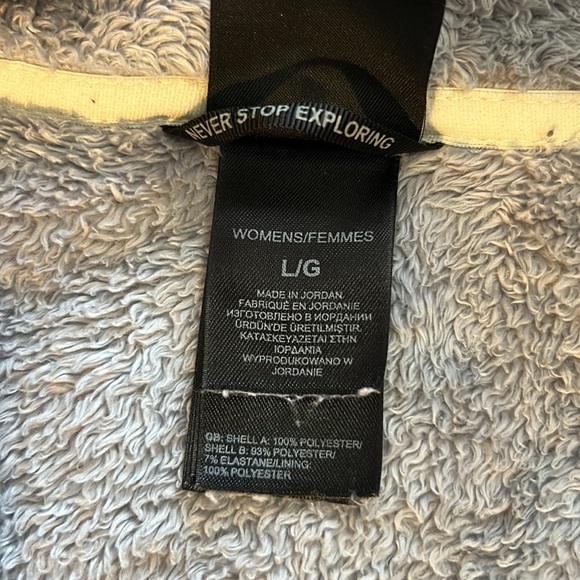 NEVER STOP EXPLORING
WOMENS/FEMMES
L/G
MADE IN JORDAN
FABRIQUÉ EN JORDANIE
ИЗГОТОВЛЕНО В ИОРДАНИИ
ÜRDÜN'DE ÜRETILMIŞTIR.
ΚΑΤΑΣΚΕΥΑΖΕΤΑΙ ΣΤΗΝ
ΙΟΡΔΑΝΙΑ
WYPRODUKOWANO W
JORDANIE
GB: SHELL A: 100% POLYESTER/
SHELL B: 93% POLYESTER/
7% ELASTANE/LINING:
100% POLYESTER